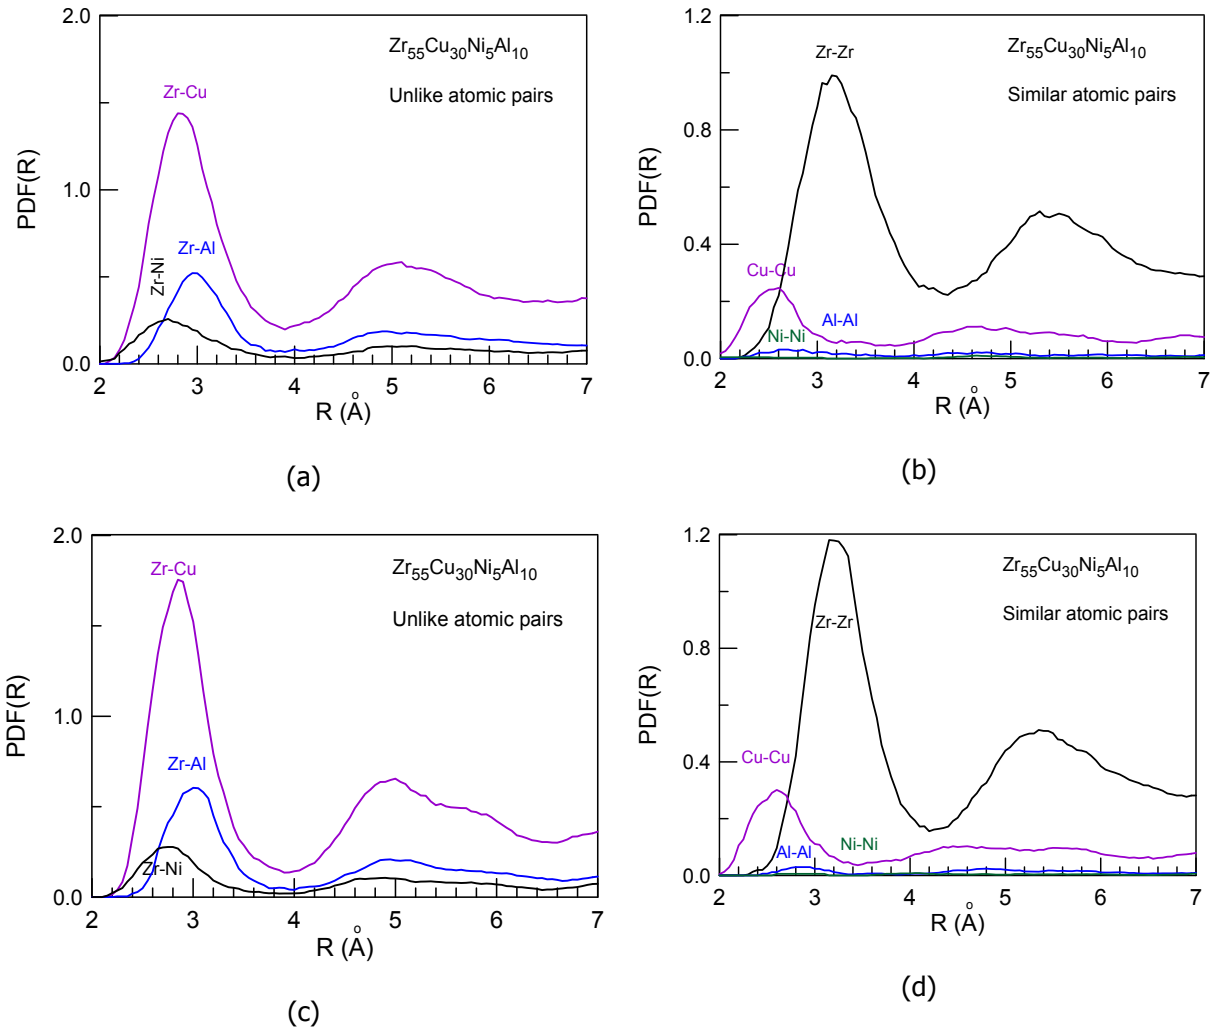 2.0
Zr55Cu30Ni5Al10
Zr-Cu
Unlike atomic pairs
PDF(R)
1.0
Zr-Al
Zr-Ni
0.0
2 3 4 5 6 7
R (Å)
(a)
1.2
Zr55Cu30Ni5Al10
Zr-Zr
Similar atomic pairs
PDF(R)
0.8
0.4
Cu-Cu
Al-Al
Ni-Ni
0.0
2 3 4 5 6 7
R (Å)
(b)
2.0
Zr-Cu
Zr55Cu30Ni5Al10
Unlike atomic pairs
PDF(R)
1.0
Zr-Al
Zr-Ni
0.0
2 3 4 5 6 7
R (Å)
(c)
1.2
Zr55Cu30Ni5Al10
Zr-Zr
Similar atomic pairs
PDF(R)
0.8
Cu-Cu
0.4
Al-Al
Ni-Ni
0.0
2 3 4 5 6 7
R (Å)
(d)